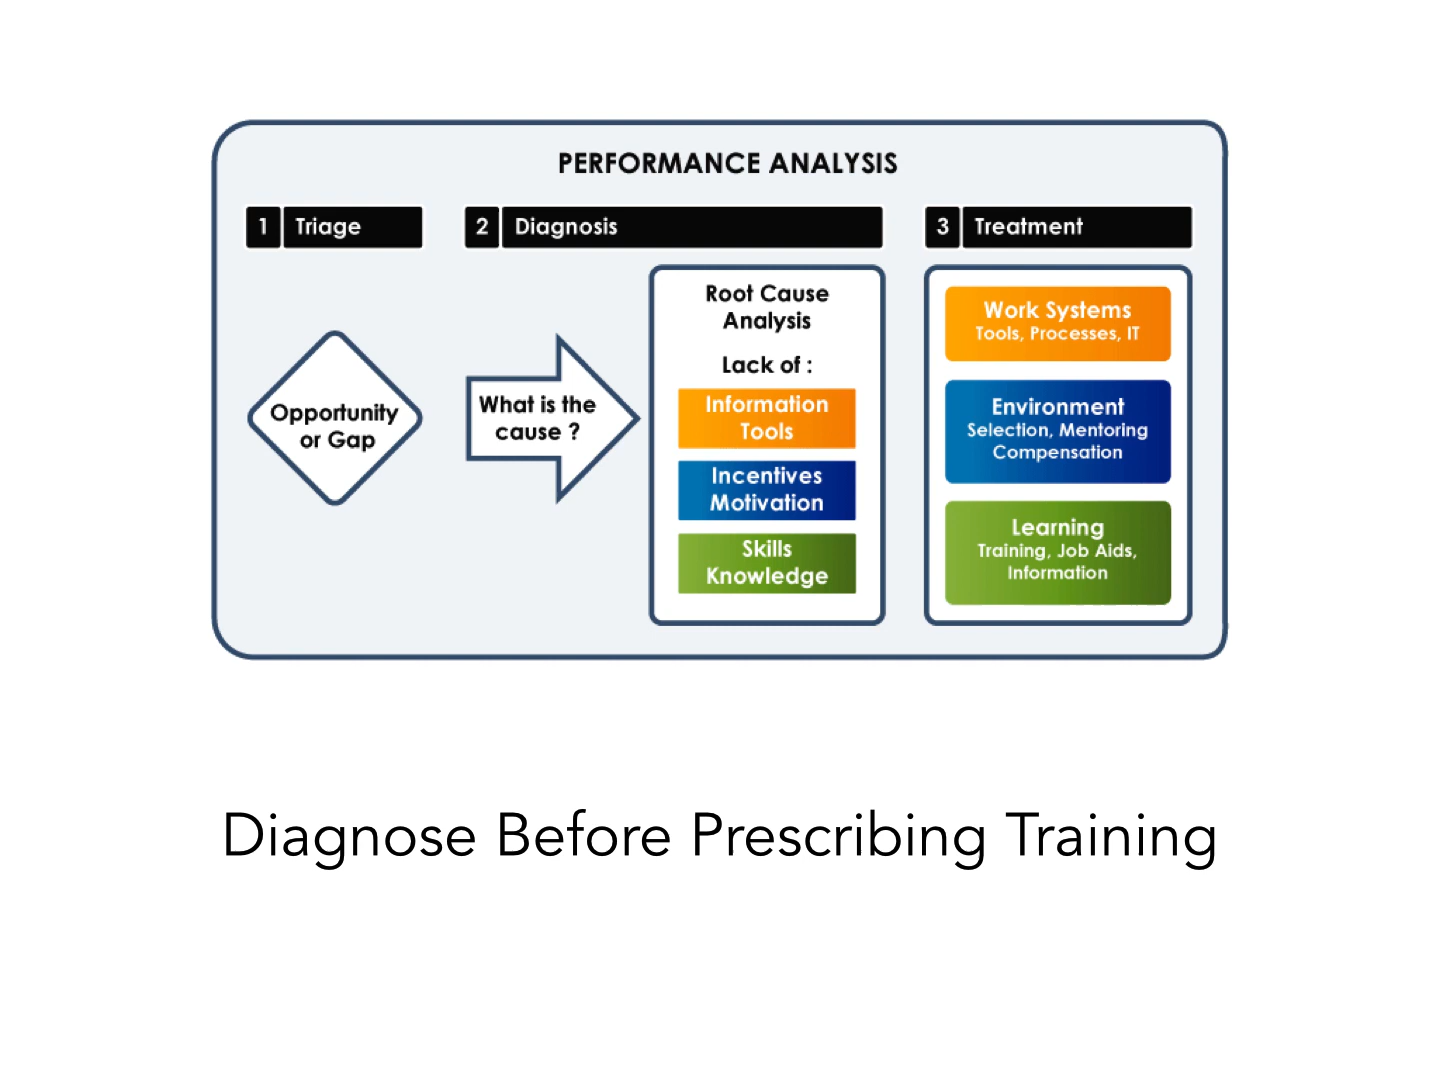 PERFORMANCE ANALYSIS
1 Triage
2 Diagnosis
3 Treatment
Opportunity
or Gap
What is the
cause ?
Root Cause
Analysis
Lack of :
Information
Tools
Incentives
Motivation
Skills
Knowledge
Work Systems
Tools, Processes, IT
Environment
Selection, Mentoring
Compensation
Learning
Training, Job Aids,
Information
Diagnose Before Prescribing Training